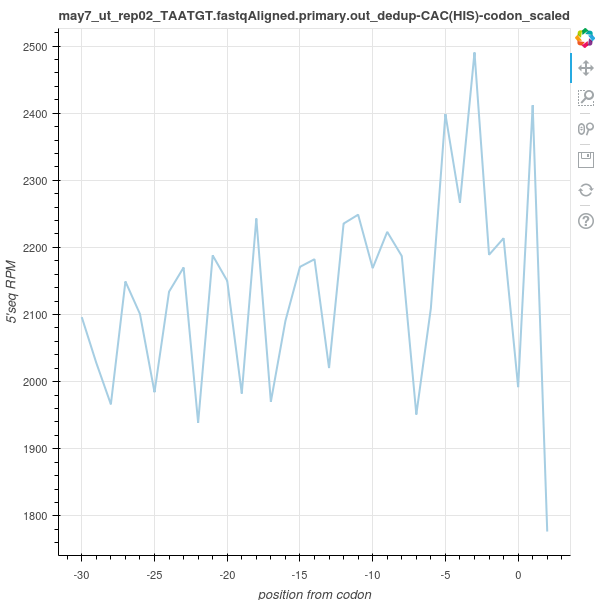 may7_ut_rep02_TAATGT.fastqAligned.primary.out_dedup-CAC(HIS)-codon_scaled
2500
2400
2300
2200
2100
2000
1900
1800
5'seq RPM
-30 -25 -20 -15 -10 -5 0
position from codon